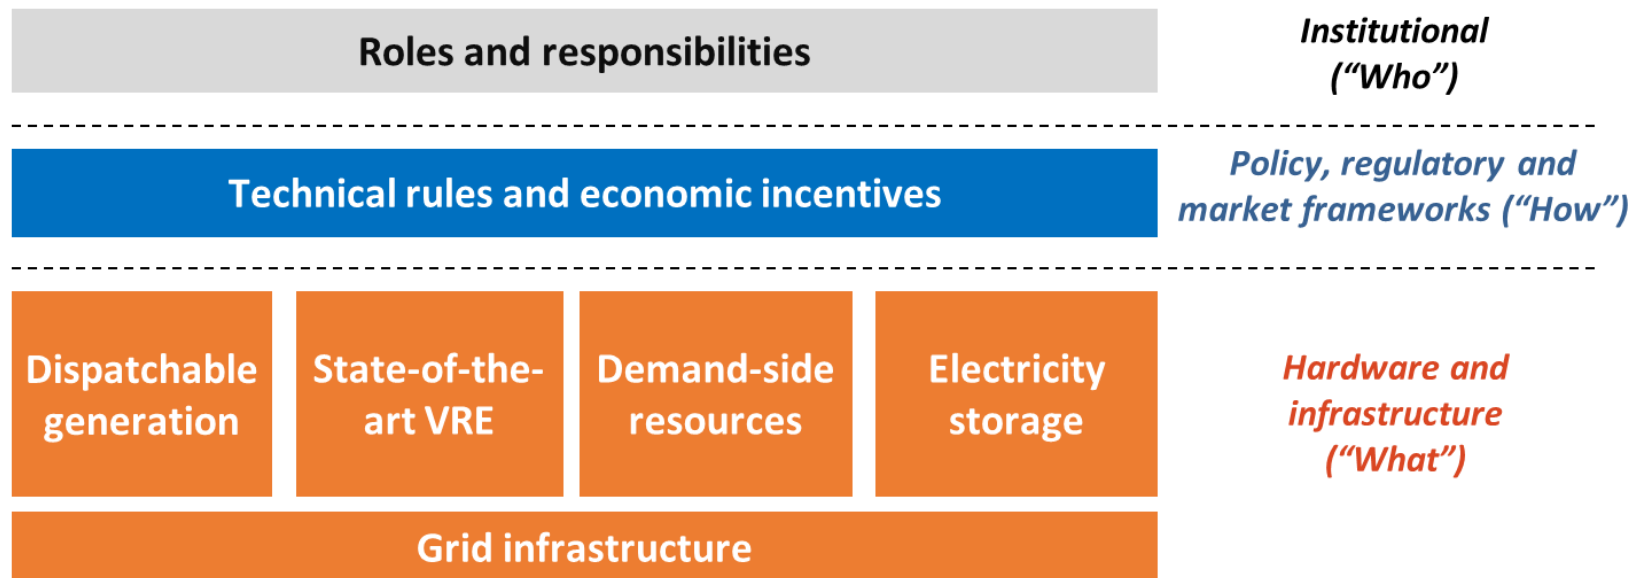 Roles and responsibilities
Institutional
(“Who”)
Technical rules and economic incentives
Policy, regulatory and
market frameworks (“How”)
Dispatchable
generation
State-of-the-
art VRE
Demand-side
resources
Electricity
storage
Hardware and
infrastructure
(“What”)
Grid infrastructure